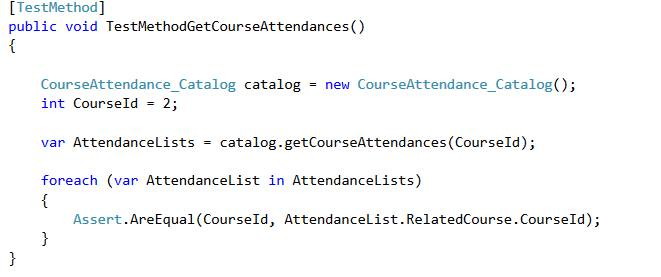 [TestMethod]
public void TestMethodGetCourseAttendances()
{
CourseAttendance_Catalog catalog = new CourseAttendance_Catalog();
int CourseId = 2;
var AttendanceLists = catalog.getCourseAttendances(CourseId);
foreach (var AttendanceList in AttendanceLists)
{
Assert.AreEqual(CourseId, AttendanceList.RelatedCourse.CourseId);
}
}